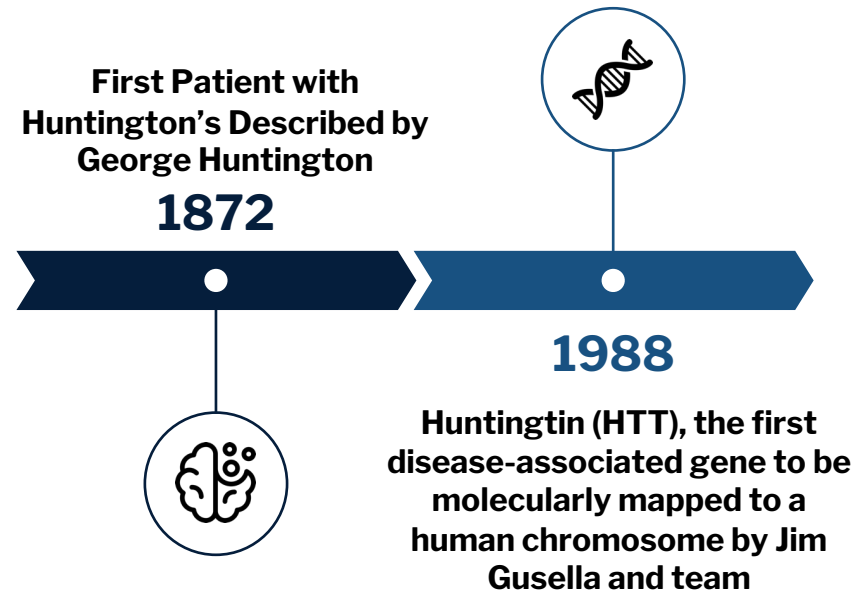 First Patient with
Huntington's Described by
George Huntington
1872
1988
Huntingtin (HTT), the first
disease-associated gene to be
molecularly mapped to a
human chromosome by Jim
Gusella and team